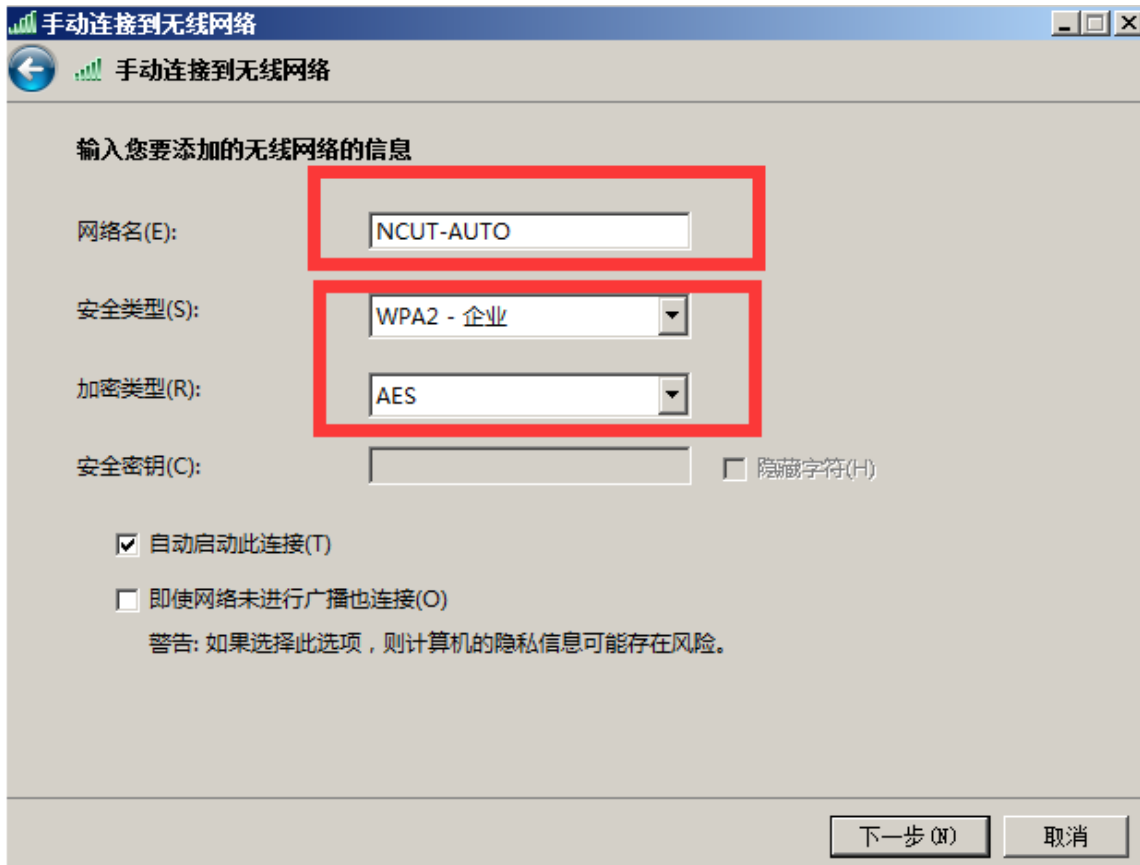 手动连接到无线网络
手动连接到无线网络
输入您要添加的无线网络的信息
网络名(E): NCUT-AUTO
安全类型(S): WPA2 - 企业
加密类型(R): AES
安全密钥(C): 隐藏字符(H)
自动启动此连接(T)
即使网络未进行广播也连接(O)
警告: 如果选择此选项，则计算机的隐私信息可能存在风险。
下一步(N) 取消